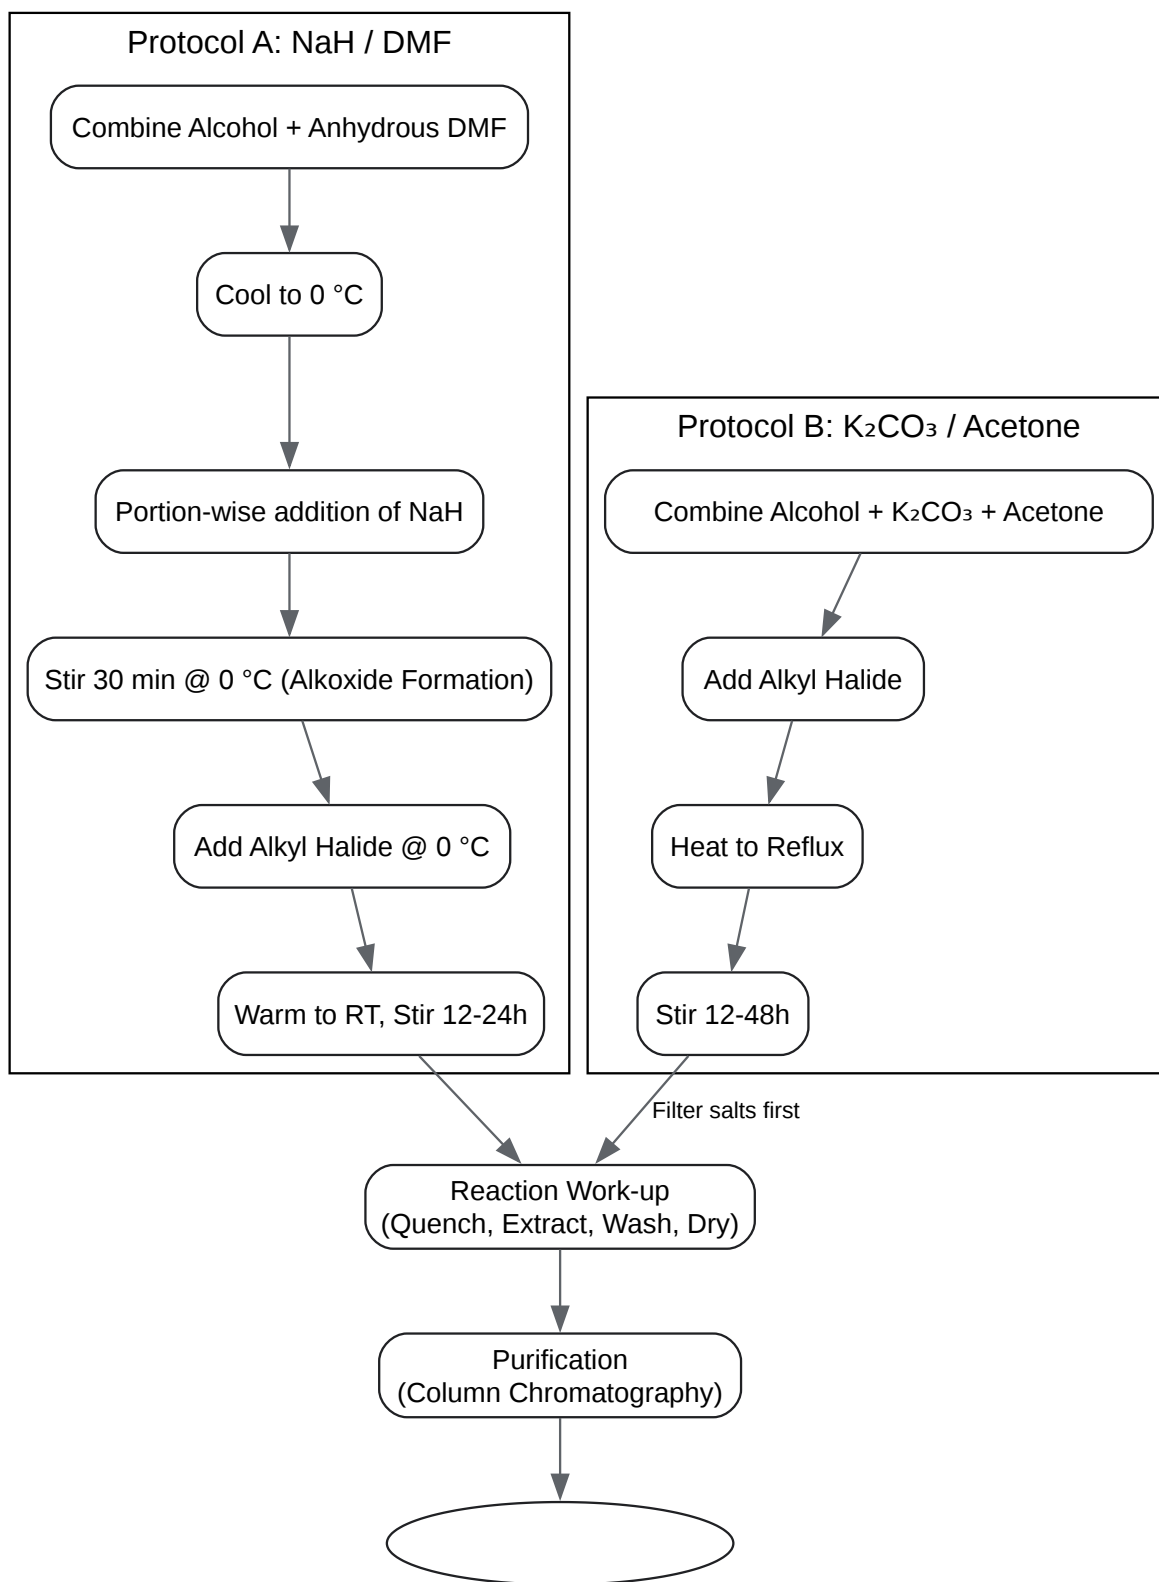 Protocol A: NaH / DMF
Combine Alcohol + Anhydrous DMF
Cool to 0 °C
Portion-wise addition of NaH
Stir 30 min @ 0 °C (Alkoxide Formation)
Add Alkyl Halide @ 0 °C
Warm to RT, Stir 12-24h
Protocol B: K₂CO₃ / Acetone
Combine Alcohol + K₂CO₃ + Acetone
Add Alkyl Halide
Heat to Reflux
Stir 12-48h
Filter salts first
Reaction Work-up
(Quench, Extract, Wash, Dry)
Purification
(Column Chromatography)